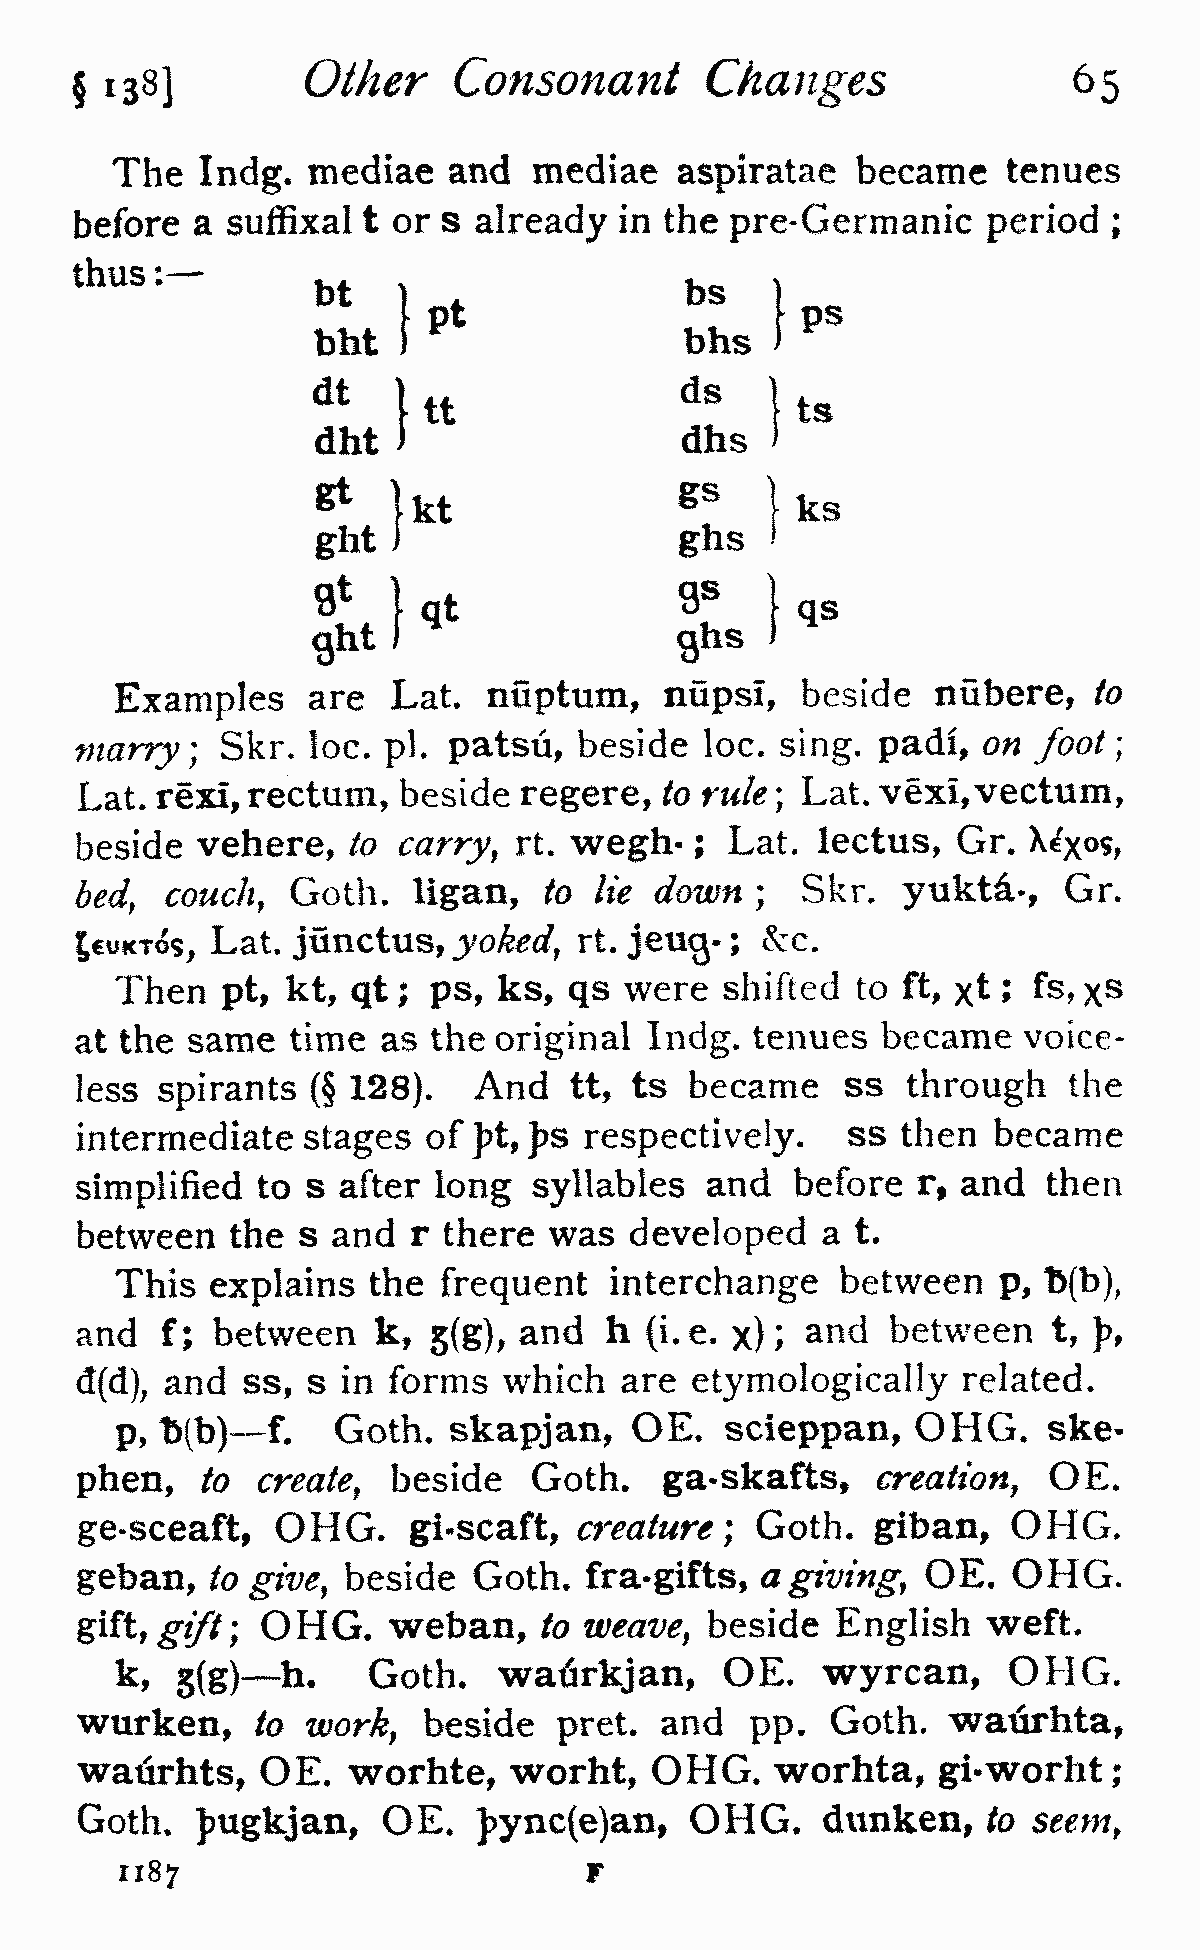 § 138] Other Consonant Changes 65
The Indg. mediae and mediae aspiratae became tenues
before a suffixal t or s already in the pre-Germanic period ;
thus :—
bt } pt bs } ps
bht bhs
dt } tt ds } ts
dht dhs
gt } kt gs } ks
ght ghs
ꬶt } qt ꬶs } qs
ꬶht ꬶhs
Examples are Lat. nūptum, nūpsī, beside nūbere, to
marry ; Skr. loc. pl. patsú, beside loc. sing. padí, on foot ;
Lat. rēxī, rectum, beside regere, to rule ; Lat. vēxī, vectum,
beside vehere, to carry, rt. wegh- ; Lat. lectus, Gr. λέχος,
bed, couch, Goth. ligan, to lie down ; Skr. yuktá-, Gr.
ζευκτός, Lat. jūnctus, yoked, rt. jeuꬶ- ; &c.
Then pt, kt, qt ; ps, ks, qs were shifted to ft, χt ; fs, χs
at the same time as the original Indg. tenues became voice-
less spirants (§ 128). And tt, ts became ss through the
intermediate stages of þt, þs respectively. ss then became
simplified to s after long syllables and before r, and then
between the s and r there was developed a t.
This explains the frequent interchange between p, ƀ(b),
and f; between k, ʒ(g), and h (i. e. χ) ; and between t, þ,
đ(d), and ss, s in forms which are etymologically related.
p, ƀ(b)—f. Goth. skapjan, OE. scieppan, OHG. ske-
phen, to create, beside Goth. ga-skafts, creation, OE.
ge-sceaft, OHG. gi-scaft, creature ; Goth. giban, OHG.
geban, to give, beside Goth. fra-gifts, a giving, OE. OHG.
gift, gift ; OHG. weban, to weave, beside English weft.
k, ʒ(g)—h. Goth. waúrkjan, OE. wyrcan, OHG.
wurken, to work, beside pret. and pp. Goth. waúrhta,
waúrhts, OE. worhte, worht, OHG. worhta, gi-worht ;
Goth. þugkjan, OE. þync(e)an, OHG. dunken, to seem,
1187 F